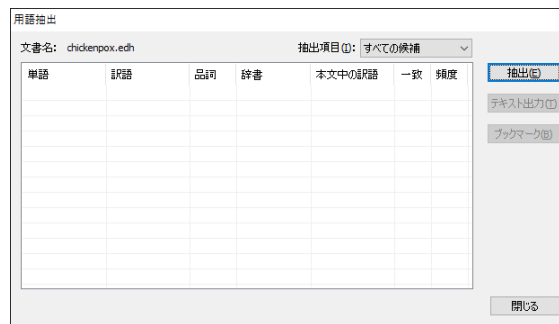 用語抽出
文書名: chickenpox.edh 抽出項目(I): すべての候補
単語 訳語 品詞 辞書 本文中の訳語 一致 頻度
抽出(E)
テキスト出力(T)
ブックマーク(B)
閉じる